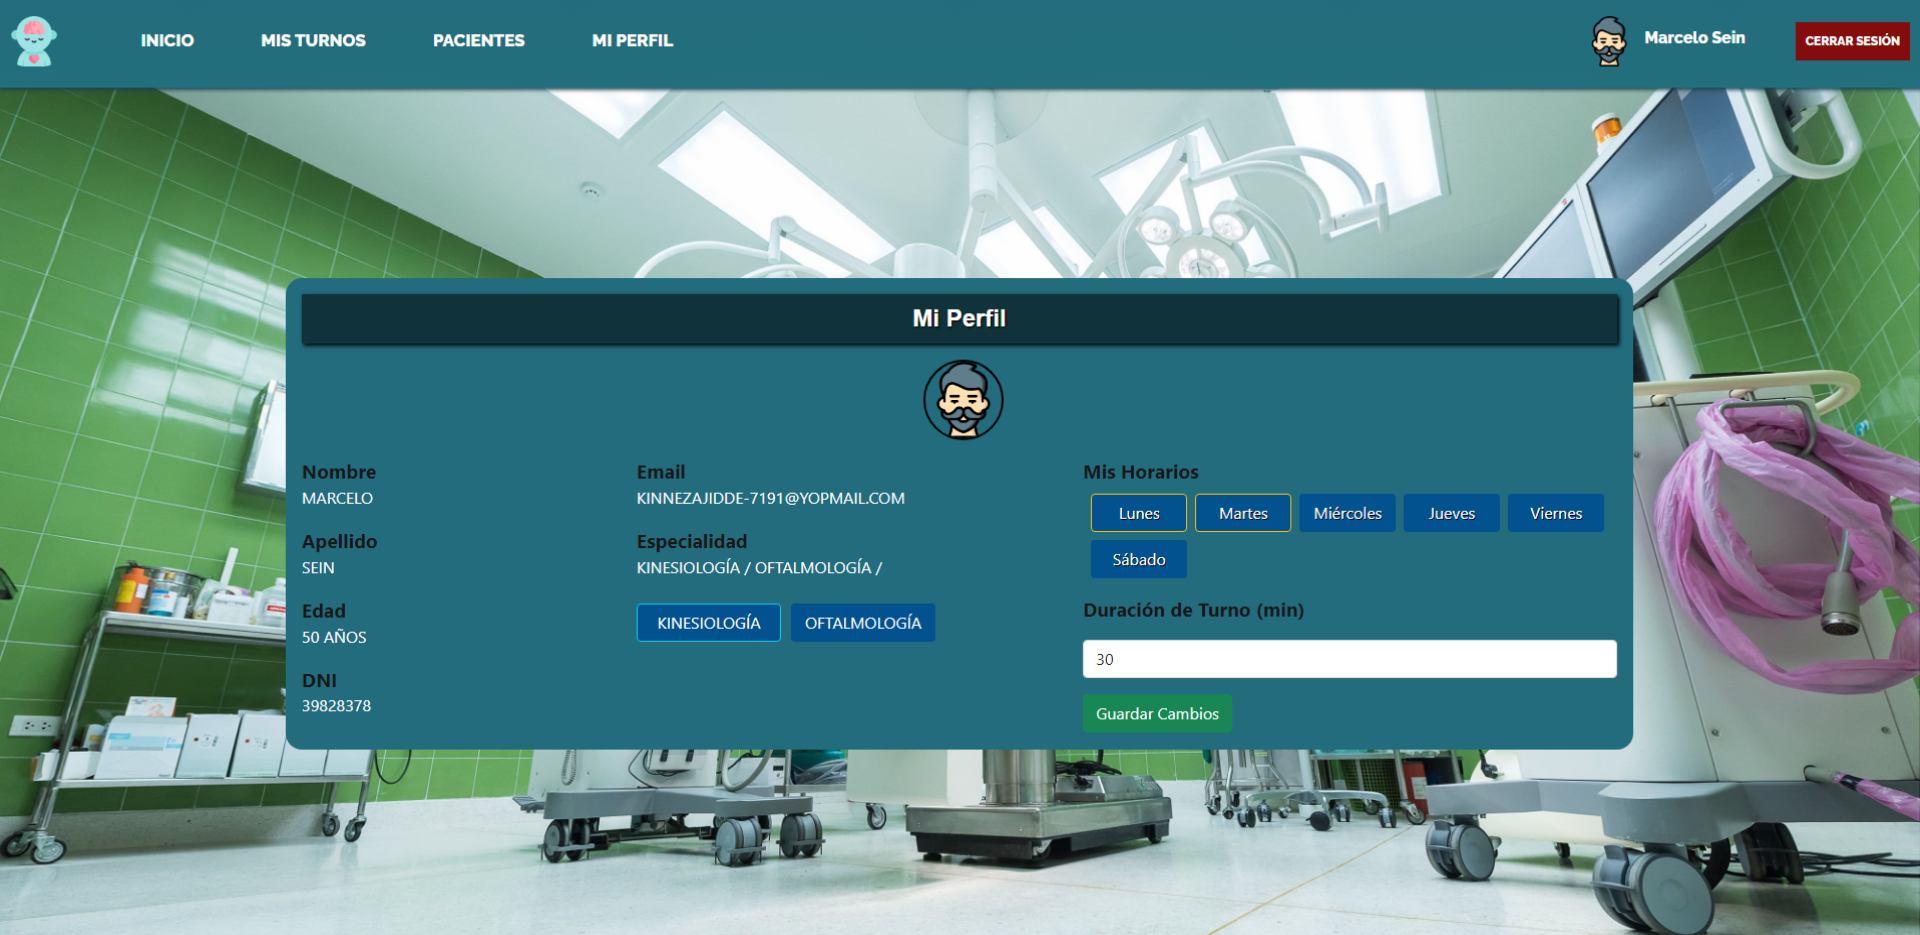 INICIO MIS TURNOS PACIENTES MI PERFIL Marcelo Sein CERRAR SESIÓN
Mi Perfil
Nombre
MARCELO
Apellido
SEIN
Edad
50 AÑOS
DNI
39828378
Email
KINNEZAJIDDE-7191@YOPMAIL.COM
Especialidad
KINESIOLOGÍA / OFTALMOLOGÍA /
KINESIOLOGÍA OFTALMOLOGÍA
Mis Horarios
Lunes Martes Miércoles Jueves Viernes
Sábado
Duración de Turno (min)
30
Guardar Cambios